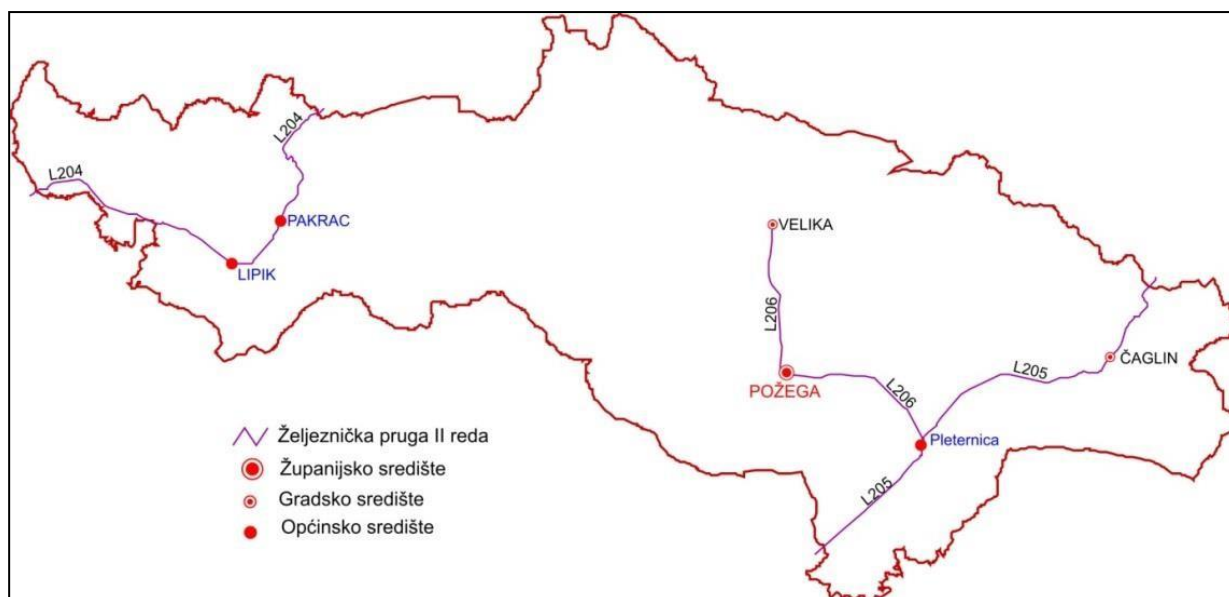 L204
L204
PAKRAC
LIPIK
VELIKA
L206
POŽEGA
L206
L205
ČAGLIN
Pleternica
L205
Željeznička pruga II reda
Županijsko središte
Gradsko središte
Općinsko središte